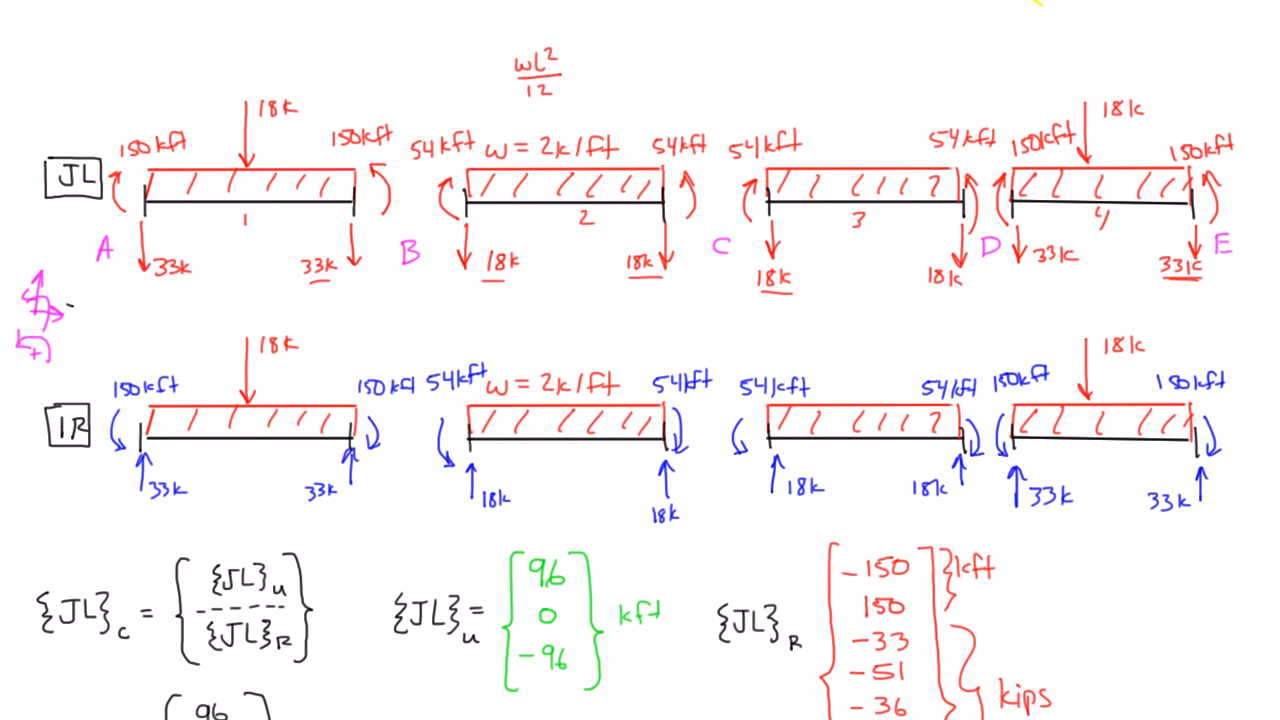 wL²
12
18k 18k
150kft 150kft 54kft w = 2k/ft 54kft 54kft 54kft 150kft 150kft
JL
1 2 3 4
A B C D E
33k 33k 18k 18k 18k 18k 33k 33k
+
18k 18k
150kft 150kft 54kft w = 2k/ft 54kft 54kft 54kft 150kft 150kft
IR
33k 33k 18k 18k 18k 18k 33k 33k
{JL}c = { {JL}u
{JL}R }
{JL}u = { 96
0
-96 } kft
{JL}R { -150
150 } kft
-33
-51
-36 kips
96